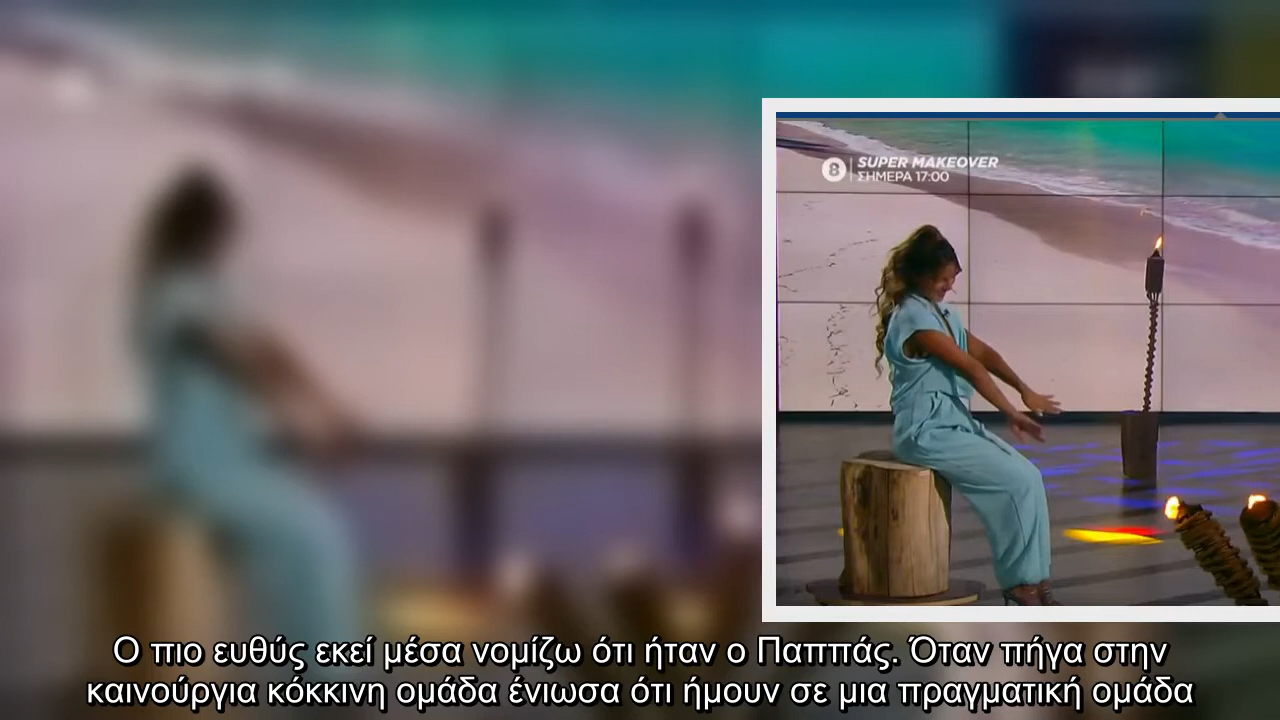 SUPER MAKEOVER
ΣΗΜΕΡΑ 17:00
Ο πιο ευθύς εκεί μέσα νομίζω ότι ήταν ο Παππάς. Όταν πήγα στην
καινούργια κόκκινη ομάδα ένιωσα ότι ήμουν σε μια πραγματική ομάδα